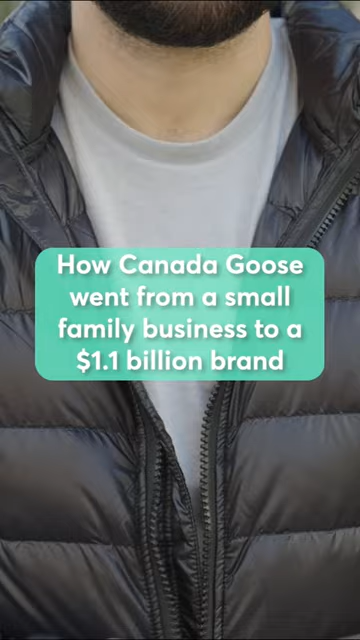 How Canada Goose
went from a small
family business to a
$1.1 billion brand